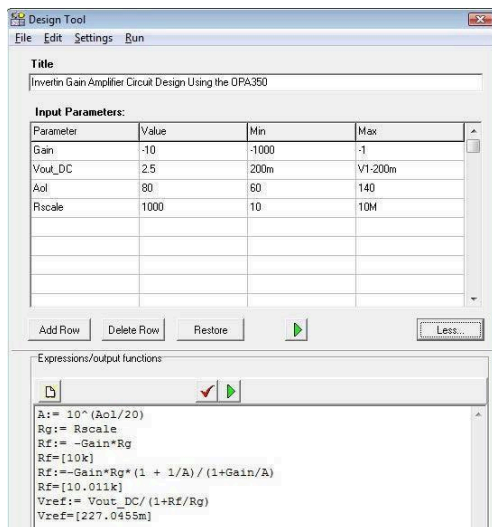 Design Tool
File Edit Settings Run
Title
Invertin Gain Amplifier Circuit Design Using the OPA350
Input Parameters:
Parameter Value Min Max
Gain -10 -1000 -1
Vout_DC 2.5 200m V1-200m
Aol 80 60 140
Rscale 1000 10 10M
Add Row Delete Row Restore Less...
Expressions/output functions
A:= 10^(Aol/20)
Rg:= Rscale
Rf:= -Gain*Rg
Rf=[10k]
Rf:=-Gain*Rg*(1 + 1/A)/(1+Gain/A)
Rf=[10.011k]
Vref:= Vout_DC/(1+Rf/Rg)
Vref=[227.0455m]